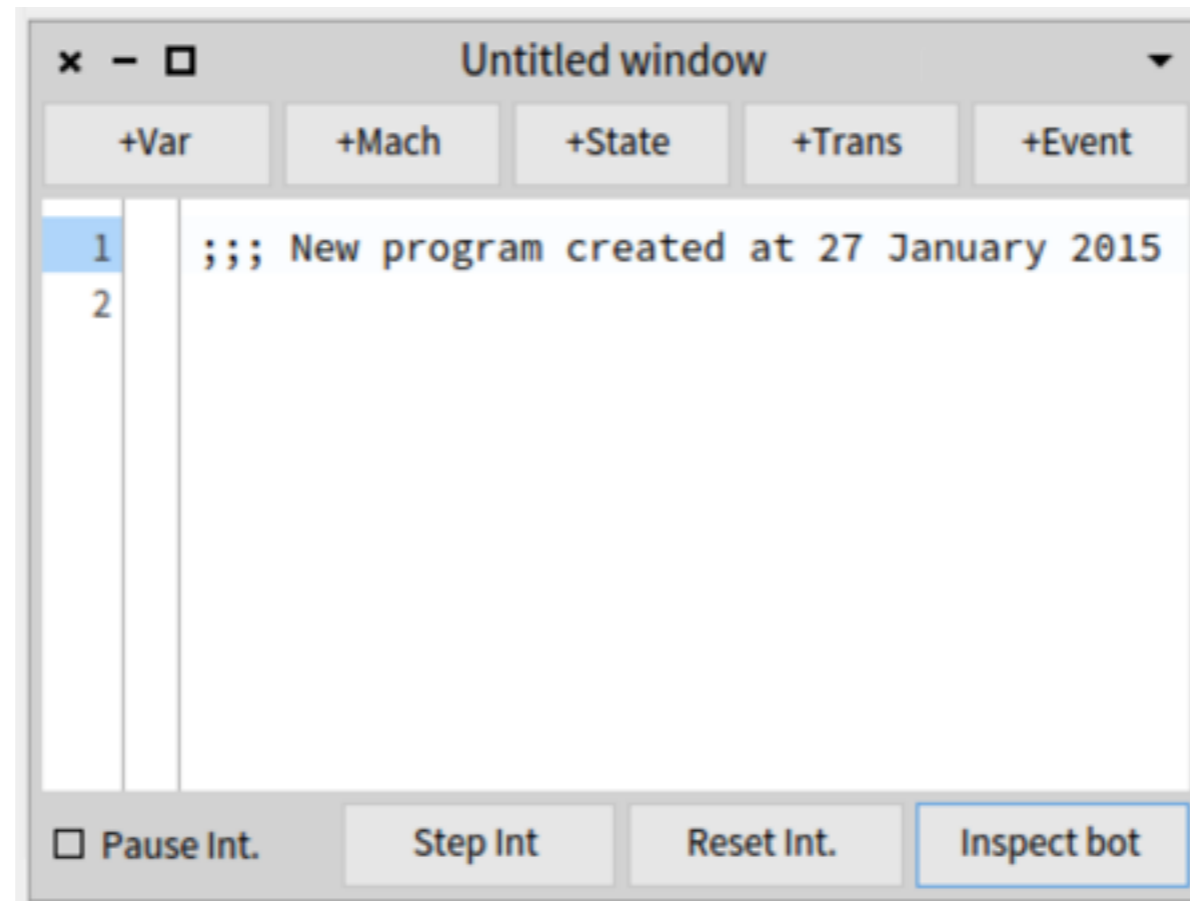 Untitled window
+Var +Mach +State +Trans +Event
1 ;;; New program created at 27 January 2015
2
Pause Int. Step Int Reset Int. Inspect bot